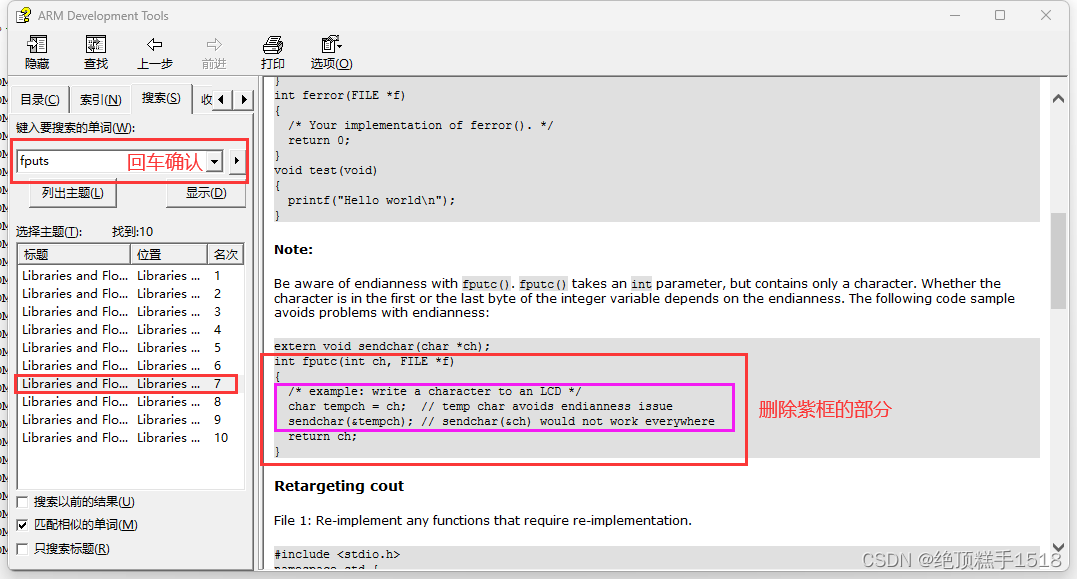 ARM Development Tools
隐藏 查找 上一步 前进 打印 选项(O)
目录(C) 索引(N) 搜索(S) 收
键入要搜索的单词(W):
fputs 回车确认
列出主题(L) 显示(D)
选择主题(T): 找到:10
标题 位置 名次
Libraries and Flo... Libraries ... 1
Libraries and Flo... Libraries ... 2
Libraries and Flo... Libraries ... 3
Libraries and Flo... Libraries ... 4
Libraries and Flo... Libraries ... 5
Libraries and Flo... Libraries ... 6
Libraries and Flo... Libraries ... 7
Libraries and Flo... Libraries ... 8
Libraries and Flo... Libraries ... 9
Libraries and Flo... Libraries ... 10
搜索以前的结果(U)
匹配相似的单词(M)
只搜索标题(R)
}
int ferror(FILE *f)
{
/* Your implementation of ferror(). */
return 0;
}
void test(void)
{
printf("Hello world\n");
}
Note:
Be aware of endianness with fputc(). fputc() takes an int parameter, but contains only a character. Whether the
character is in the first or the last byte of the integer variable depends on the endianness. The following code sample
avoids problems with endianness:
extern void sendchar(char *ch);
int fputc(int ch, FILE *f)
{
/* example: write a character to an LCD */
char tempch = ch; // temp char avoids endianness issue
sendchar(&tempch); // sendchar(&ch) would not work everywhere
return ch;
}
删除紫框的部分
Retargeting cout
File 1: Re-implement any functions that require re-implementation.
#include <stdio.h>
namespace std {
CSDN @绝顶糕手1518